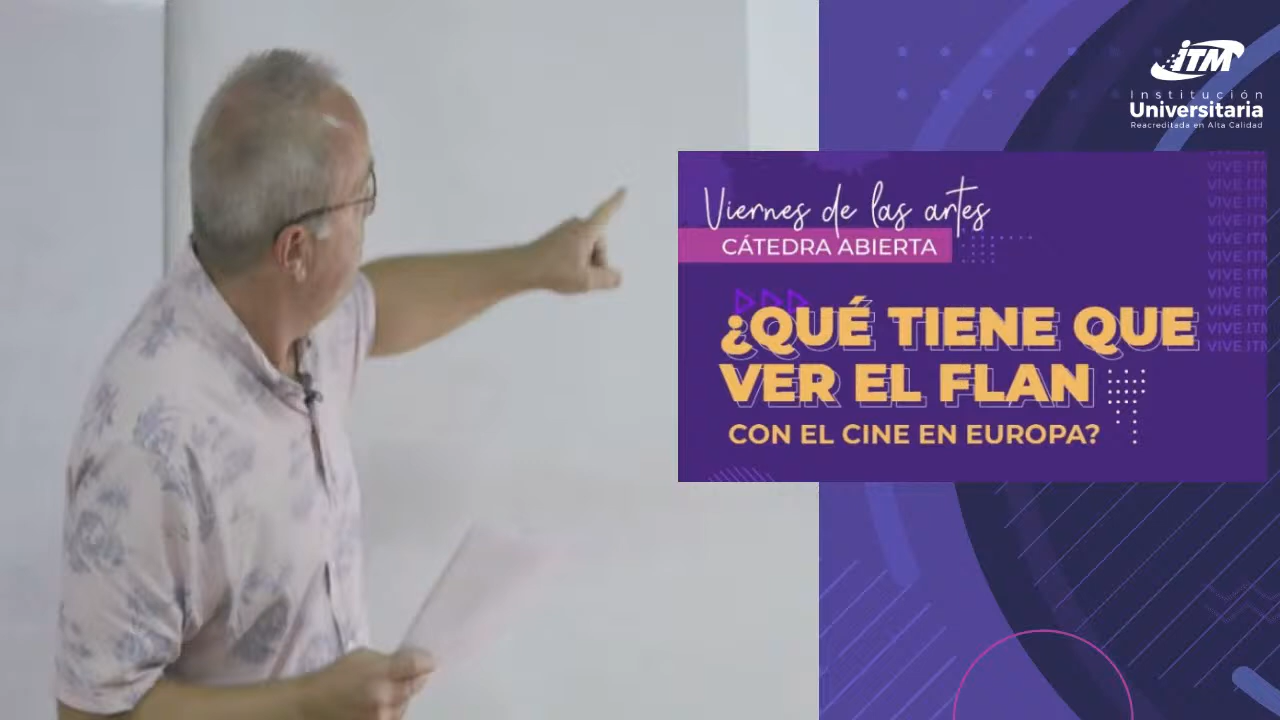 iTM
Institución
Universitaria
Reacreditada en Alta Calidad
Viernes de las artes
CÁTEDRA ABIERTA
¿QUÉ TIENE QUE
VER EL FLAN
CON EL CINE EN EUROPA?
VIVE ITM
VIVE ITM
VIVE ITM
VIVE ITM
VIVE ITM
VIVE ITM
VIVE ITM
VIVE ITM
VIVE ITM
VIVE ITM
VIVE ITM